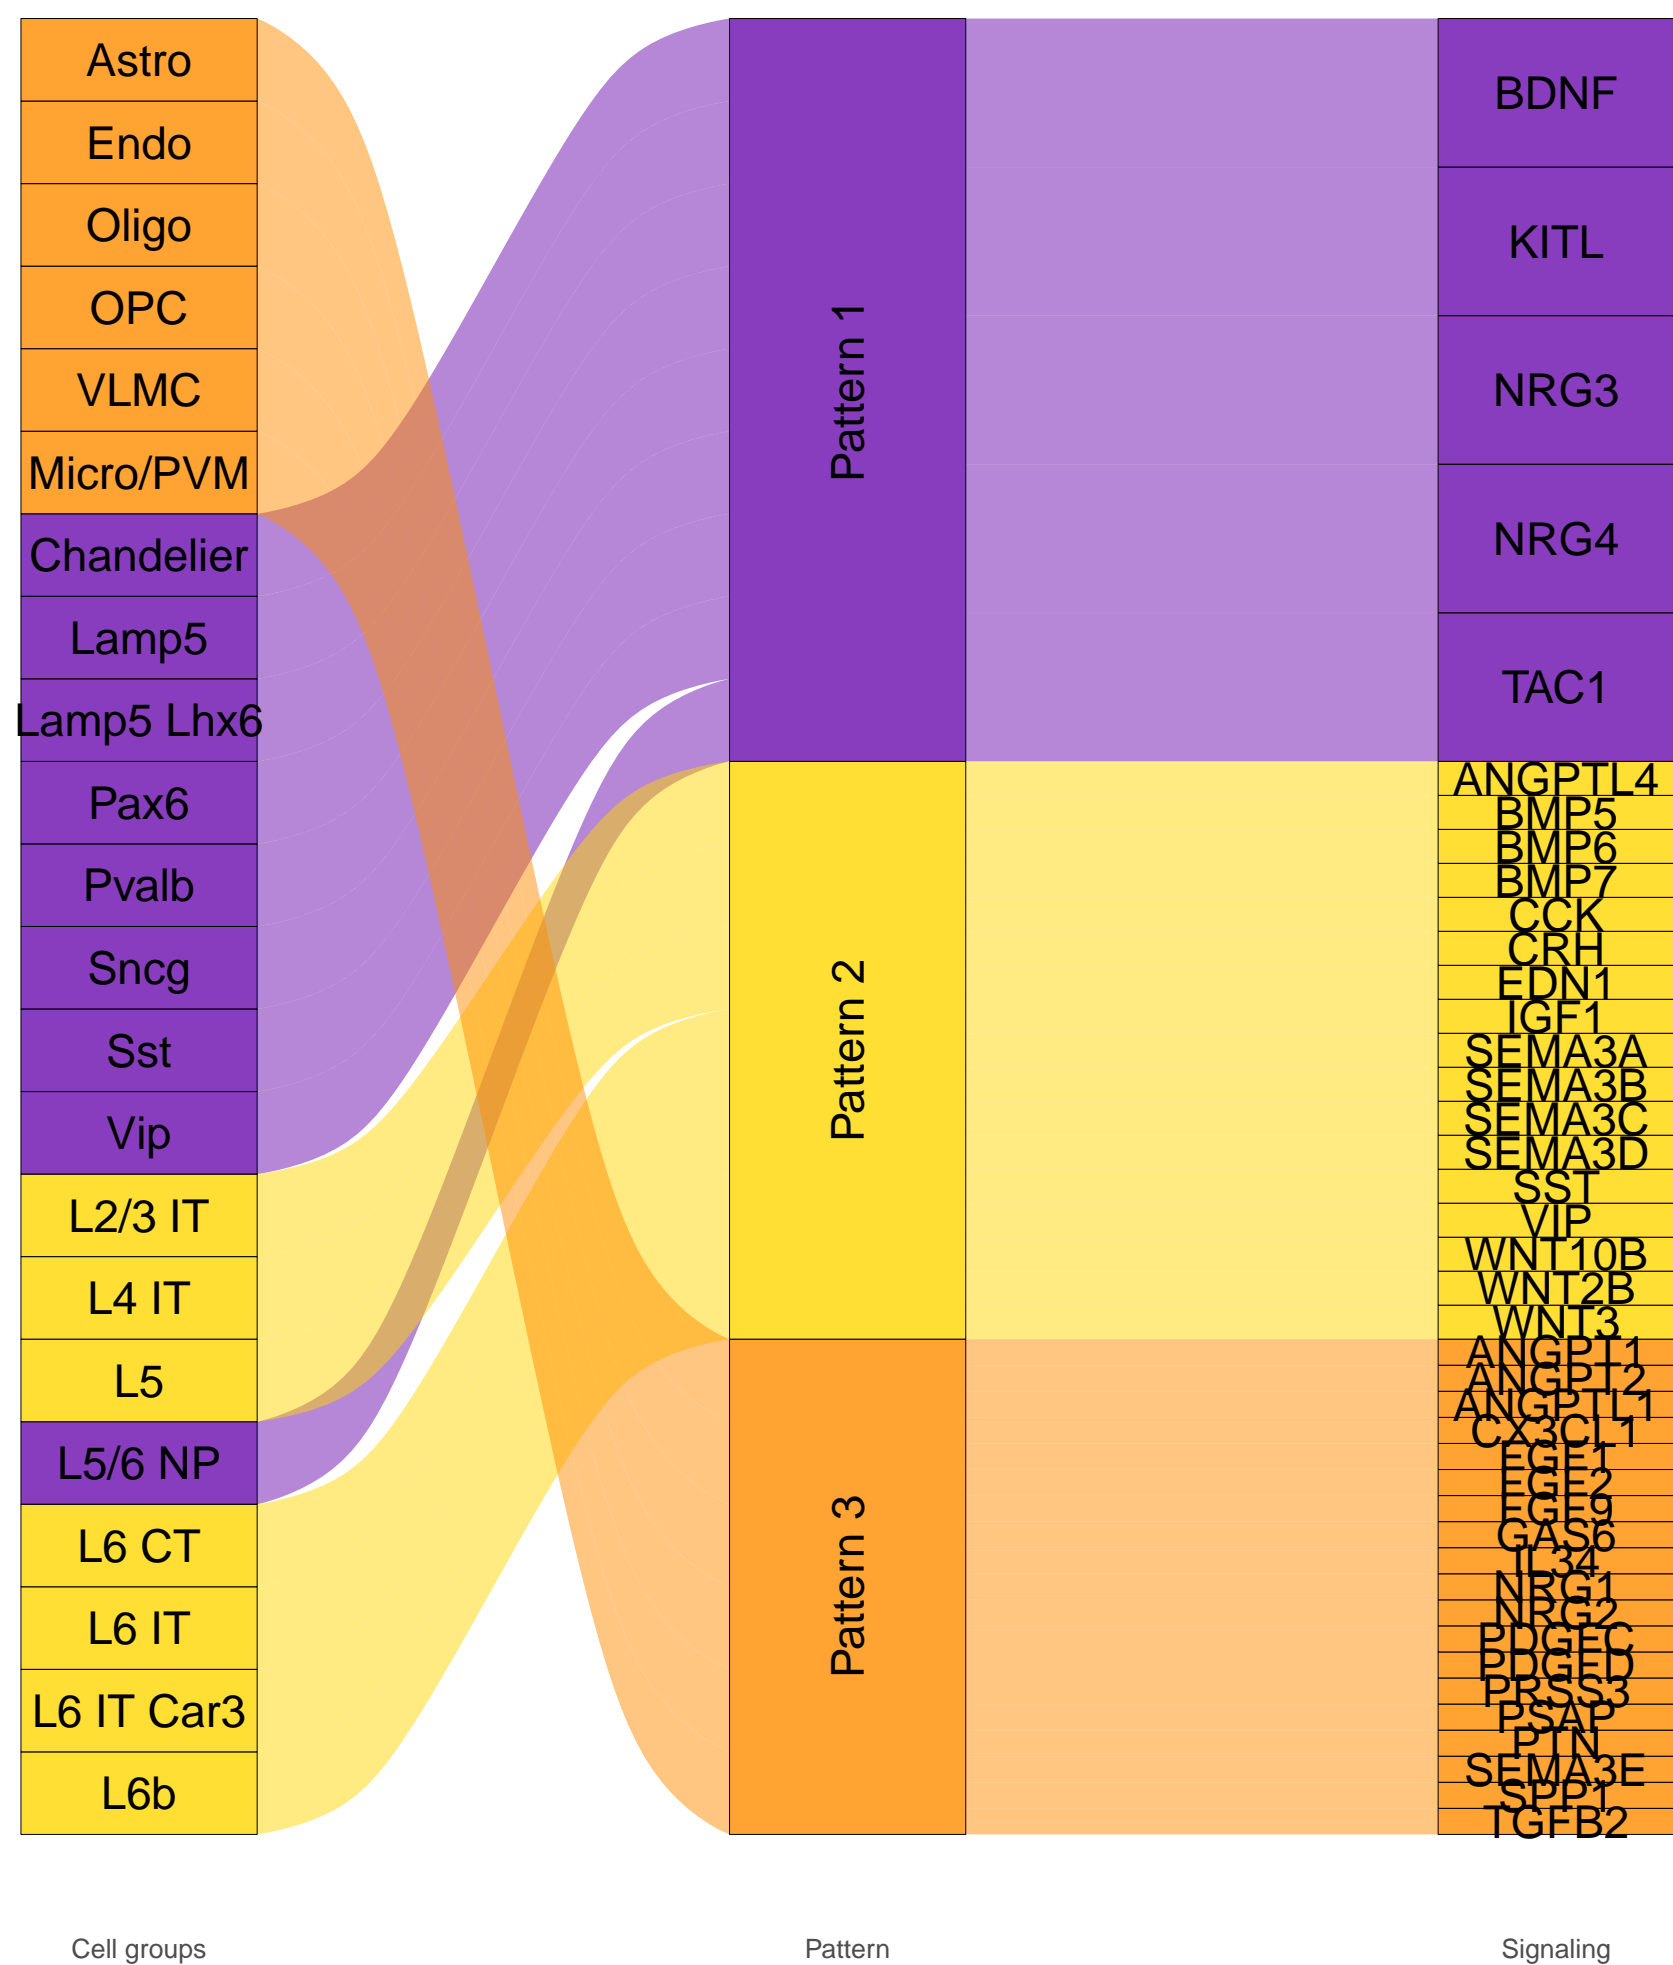 Astro
Endo
Oligo
OPC
VLMC
Micro/PVM
Chandelier
Lamp5
Lamp5 Lhx6
Pax6
Pvalb
Sncg
Sst
Vip
L2/3 IT
L4 IT
L5
L5/6 NP
L6 CT
L6 IT
L6 IT Car3
L6b
Pattern 1
Pattern 2
Pattern 3
BDNF
KITL
NRG3
NRG4
TAC1
ANGPTL4
BMP5
BMP6
BMP7
CCK
CRH
EDN1
IGF1
SEMA3A
SEMA3B
SEMA3C
SEMA3D
SST
VIP
WNT10B
WNT2B
WNT3
ANGPT1
ANGPT2
ANGPTL1
CX3CL1
FGF1
FGF2
FGF9
GAS6
IL34
NRG1
NRG2
PDGFC
PDGFD
PRSS3
PSAP
PTN
SEMA3E
SPP1
TGFB2
Cell groups
Pattern
Signaling